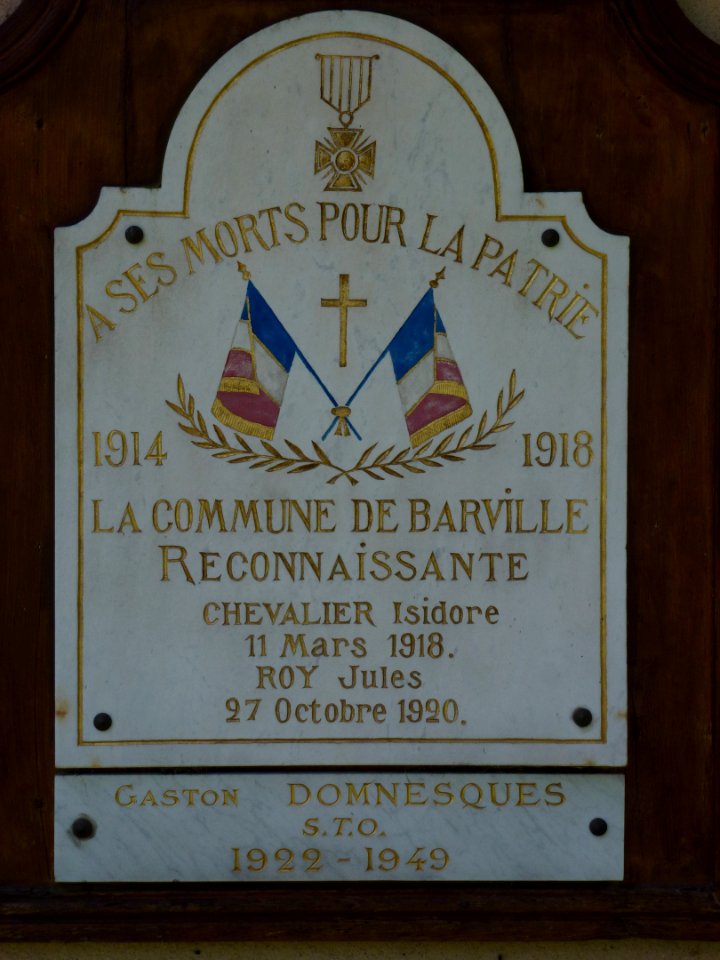 A SES MORTS POUR LA PATRIE
1914 1918
LA COMMUNE DE BARVILLE
RECONNAISSANTE
CHEVALIER Isidore
11 Mars 1918.
ROY Jules
27 Octobre 1920.
GASTON DOMNESQUES
S.T.O.
1922 - 1949